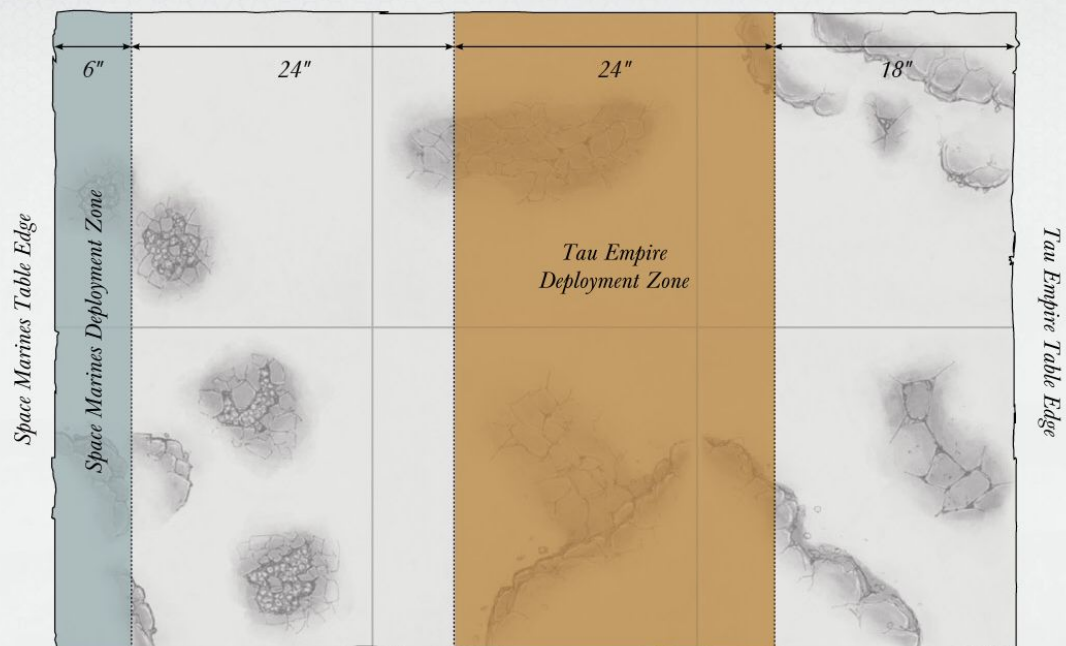 6"
24"
24"
18"
Space Marines Table Edge
Space Marines Deployment Zone
Tau Empire
Deployment Zone
Tau Empire Table Edge